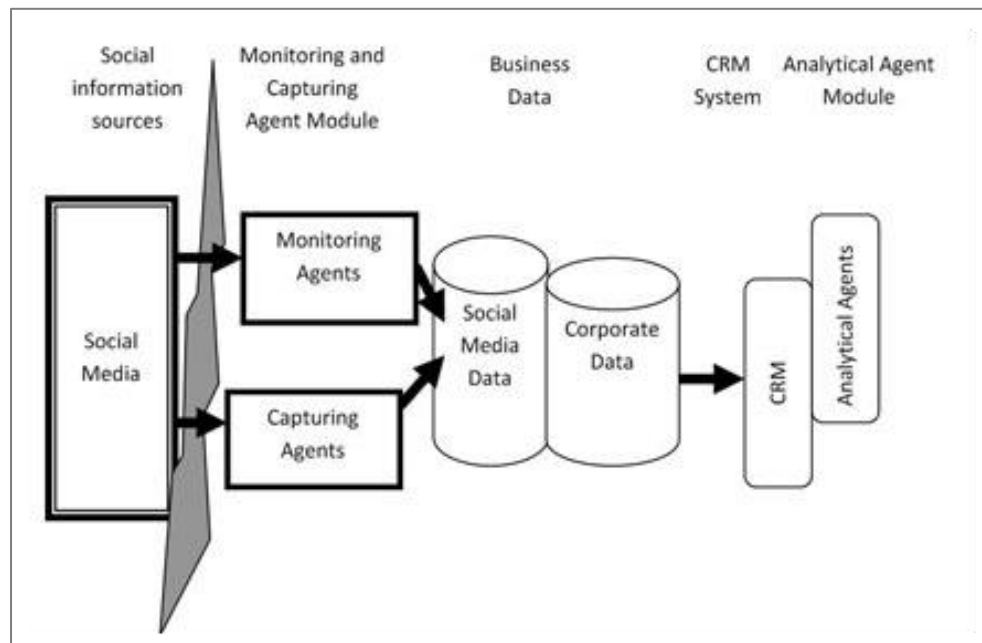 Social
information
sources
Monitoring and
Capturing
Agent Module
Business
Data
CRM
System
Analytical Agent
Module
Social
Media
Monitoring
Agents
Capturing
Agents
Social
Media
Data
Corporate
Data
CRM
Analytical Agents